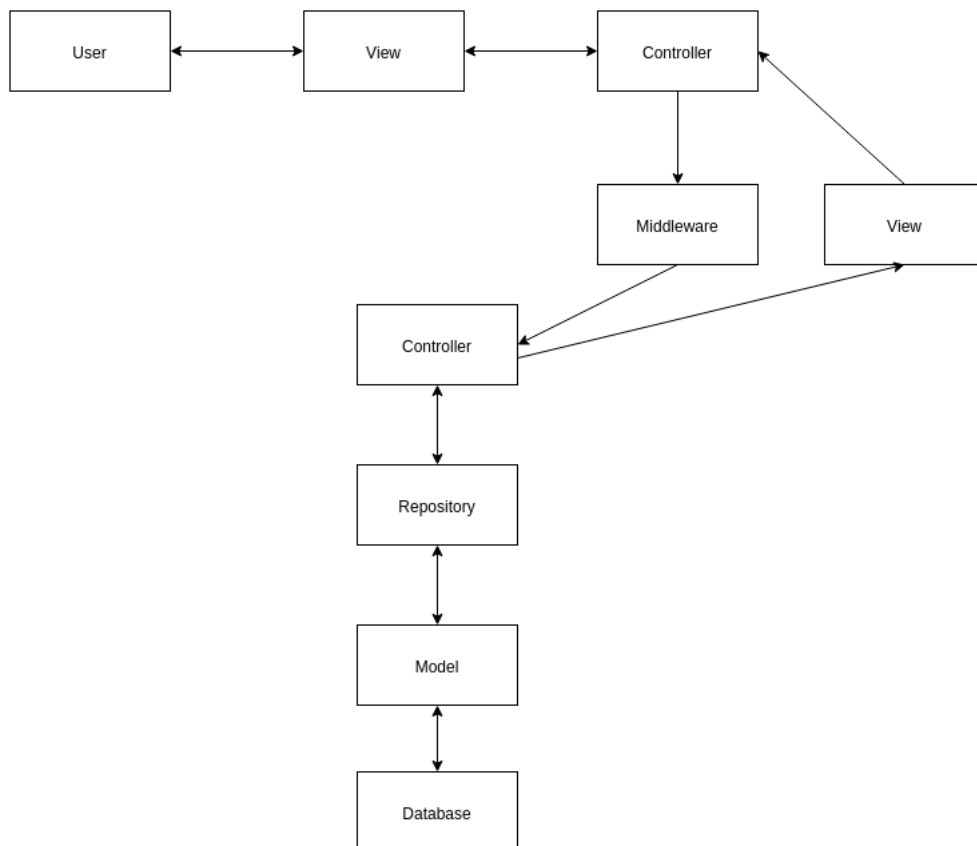 User
View
Controller
Middleware
View
Controller
Repository
Model
Database